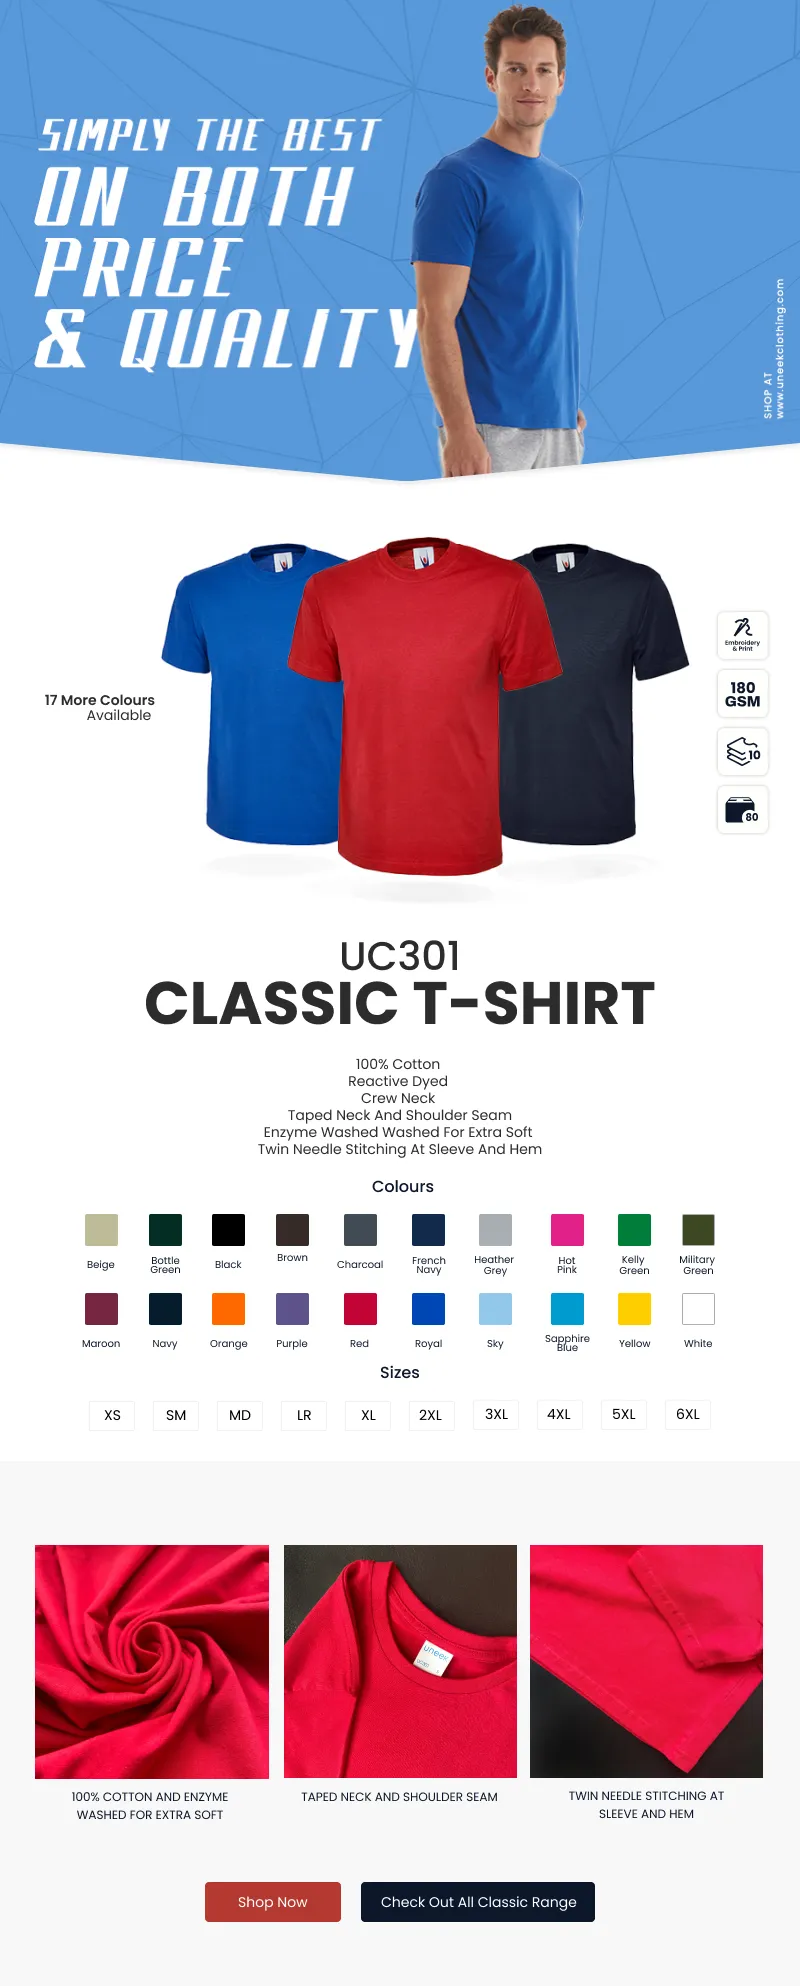 SIMPLY THE BEST
ON BOTH
PRICE
& QUALITY
SHOP AT
www.uneekclothing.com
17 More Colours
Available
Embroidery
& Print
180
GSM
10
80
UC301
CLASSIC T-SHIRT
100% Cotton
Reactive Dyed
Crew Neck
Taped Neck And Shoulder Seam
Enzyme Washed Washed For Extra Soft
Twin Needle Stitching At Sleeve And Hem
Colours
Beige
Bottle
Green
Black
Brown
Charcoal
French
Navy
Heather
Grey
Hot
Pink
Kelly
Green
Military
Green
Maroon
Navy
Orange
Purple
Red
Royal
Sky
Sapphire
Blue
Yellow
White
Sizes
XS SM MD LR XL 2XL 3XL 4XL 5XL 6XL
uneek
100% COTTON AND ENZYME
WASHED FOR EXTRA SOFT
TAPED NECK AND SHOULDER SEAM
TWIN NEEDLE STITCHING AT
SLEEVE AND HEM
Shop Now
Check Out All Classic Range